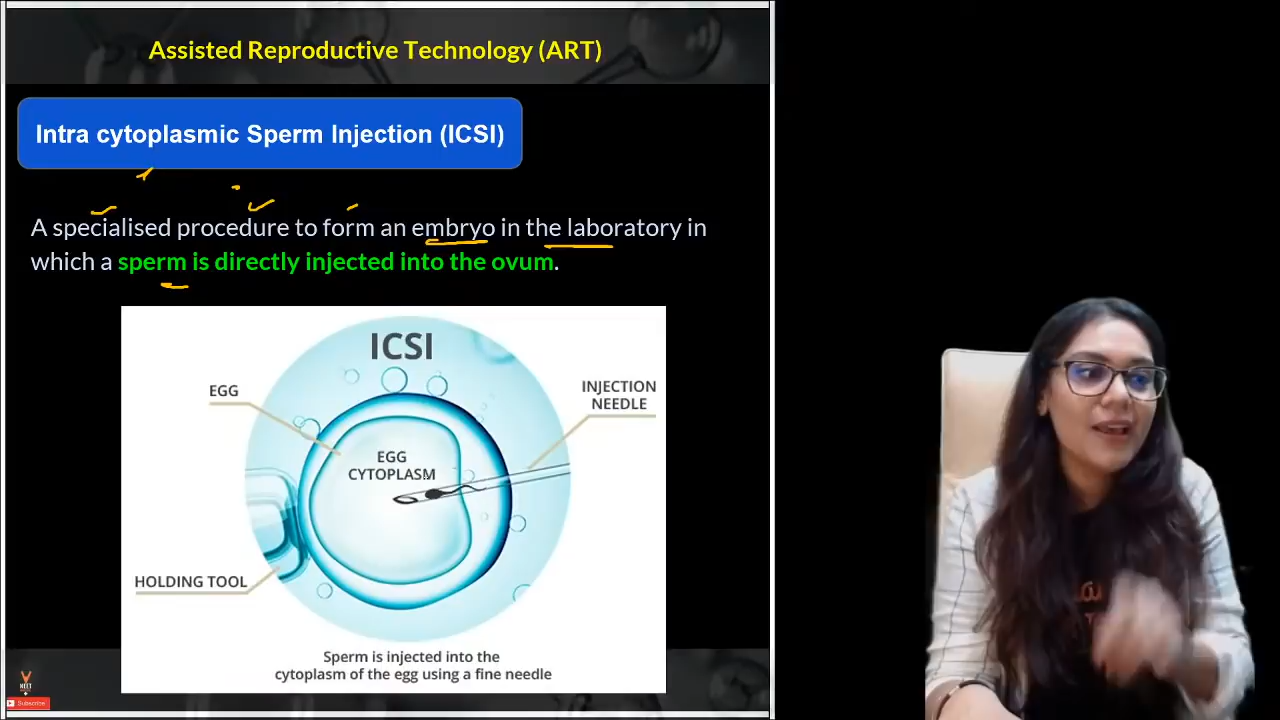 Assisted Reproductive Technology (ART)
Intra cytoplasmic Sperm Injection (ICSI)
A specialised procedure to form an embryo in the laboratory in
which a sperm is directly injected into the ovum.
ICSI
EGG
INJECTION
NEEDLE
EGG
CYTOPLASM
HOLDING TOOL
Sperm is injected into the
cytoplasm of the egg using a fine needle
NEET
Subscribe